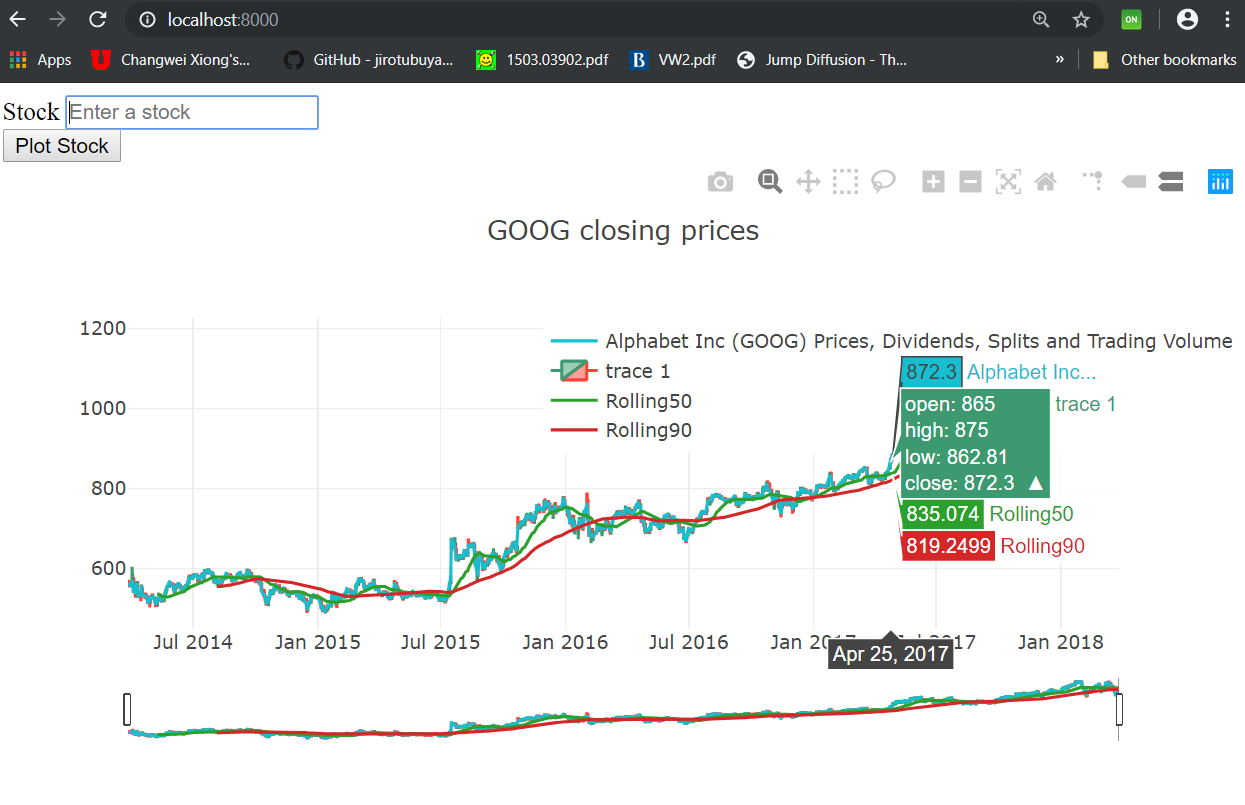 localhost:8000
ON
Apps Changwei Xiong's... GitHub - jirotubuya... 1503.03902.pdf B VW2.pdf Jump Diffusion - Th... » Other bookmarks
Stock Enter a stock
Plot Stock
GOOG closing prices
1200
1000
800
600
Alphabet Inc (GOOG) Prices, Dividends, Splits and Trading Volume
trace 1
Rolling50
Rolling90
872.3 Alphabet Inc...
open: 865 trace 1
high: 875
low: 862.81
close: 872.3 ▲
835.074 Rolling50
819.2499 Rolling90
Jul 2014 Jan 2015 Jul 2015 Jan 2016 Jul 2016 Jan 2017 Jul 2017 Jan 2018
Apr 25, 2017